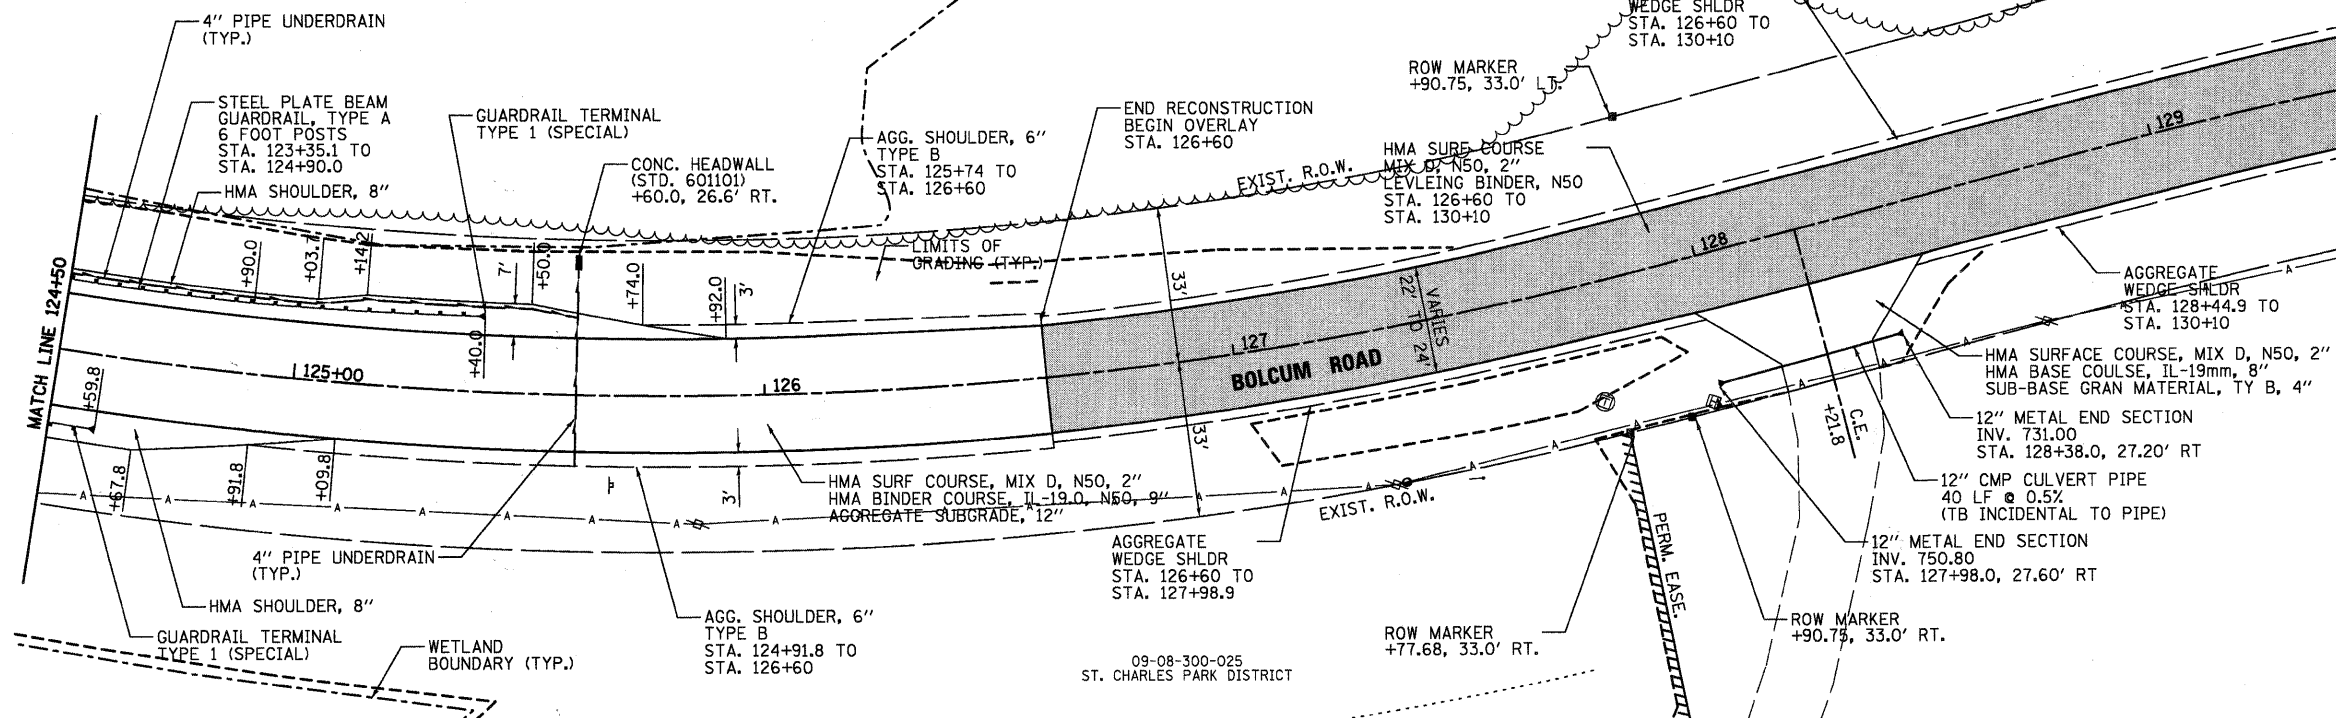 4" PIPE UNDERDRAIN
(TYP.)
STEEL PLATE BEAM
GUARDRAIL, TYPE A
6 FOOT POSTS
STA. 123+35.1 TO
STA. 124+90.0
HMA SHOULDER, 8"
GUARDRAIL TERMINAL
TYPE 1 (SPECIAL)
CONC. HEADWALL
(STD. 601101)
+60.0, 26.6' RT.
AGG. SHOULDER, 6"
TYPE B
STA. 125+74 TO
STA. 126+60
END RECONSTRUCTION
BEGIN OVERLAY
STA. 126+60
ROW MARKER
+90.75, 33.0' LT.
WEDGE SHLDR
STA. 126+60 TO
STA. 130+10
HMA SURF COURSE
MIX D, N50, 2"
LEVLEING BINDER, N50
STA. 126+60 TO
STA. 130+10
EXIST. R.O.W.
LIMITS OF
GRADING (TYP.)
MATCH LINE 124+50
+90.0
+03.7
+14.2
7'
+50.0
+74.0
+92.0
3'
33'
+40.0
+59.8
125+00
126
127
128
129
VARIES
22' TO 24'
BOLCUM ROAD
33'
+67.8
+91.8
+09.8
3'
A A A A A A A A A A A A A
HMA SURF COURSE, MIX D, N50, 2"
HMA BINDER COURSE, IL-19.0, N50, 9"
AGGREGATE SUBGRADE, 12"
EXIST. R.O.W.
4" PIPE UNDERDRAIN
(TYP.)
HMA SHOULDER, 8"
GUARDRAIL TERMINAL
TYPE 1 (SPECIAL)
WETLAND
BOUNDARY (TYP.)
AGG. SHOULDER, 6"
TYPE B
STA. 124+91.8 TO
STA. 126+60
AGGREGATE
WEDGE SHLDR
STA. 126+60 TO
STA. 127+98.9
09-08-300-025
ST. CHARLES PARK DISTRICT
ROW MARKER
+77.68, 33.0' RT.
PERM. EASE.
ROW MARKER
+90.75, 33.0' RT.
C.E.
+21.8
AGGREGATE
WEDGE SHLDR
STA. 128+44.9 TO
STA. 130+10
HMA SURFACE COURSE, MIX D, N50, 2"
HMA BASE COULSE, IL-19mm, 8"
SUB-BASE GRAN MATERIAL, TY B, 4"
12" METAL END SECTION
INV. 731.00
STA. 128+38.0, 27.20' RT
12" CMP CULVERT PIPE
40 LF @ 0.5%
(TB INCIDENTAL TO PIPE)
12" METAL END SECTION
INV. 750.80
STA. 127+98.0, 27.60' RT